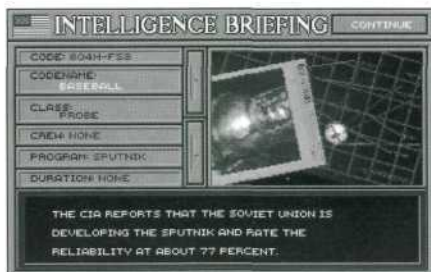 INTELLIGENCE BRIEFING
CONTINUE
CODE: 804H-FS8
CODENAME:
BASEBALL
CLASS:
PROBE
CREW: NONE
PROGRAM: SPUTNIK
DURATION: NONE
THE CIA REPORTS THAT THE SOVIET UNION IS
DEVELOPING THE SPUTNIK AND RATE THE
RELIABILITY AT ABOUT 77 PERCENT.